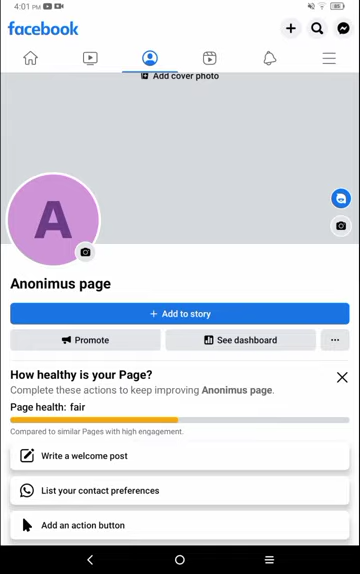 4:01 PM
85
facebook
Add cover photo
A
Anonimus page
+ Add to story
Promote
See dashboard
How healthy is your Page?
Complete these actions to keep improving Anonimus page.
Page health: fair
Compared to similar Pages with high engagement.
Write a welcome post
List your contact preferences
Add an action button